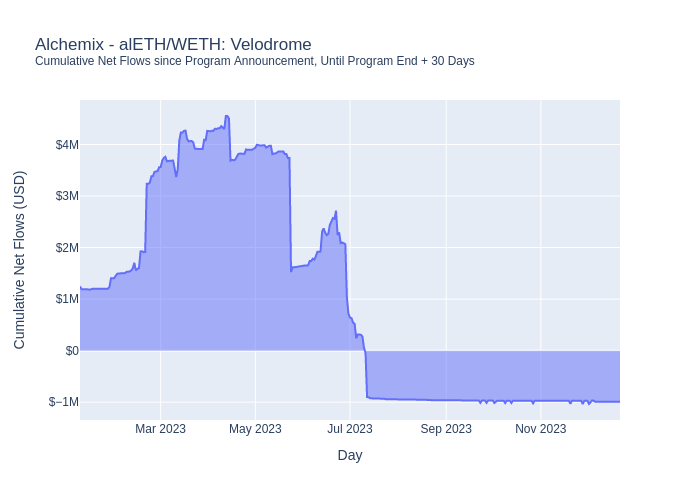 Alchemix - alETH/WETH: Velodrome
Cumulative Net Flows since Program Announcement, Until Program End + 30 Days
Cumulative Net Flows (USD)
$4M
$3M
$2M
$1M
$0
$−1M
Mar 2023
May 2023
Jul 2023
Sep 2023
Nov 2023
Day